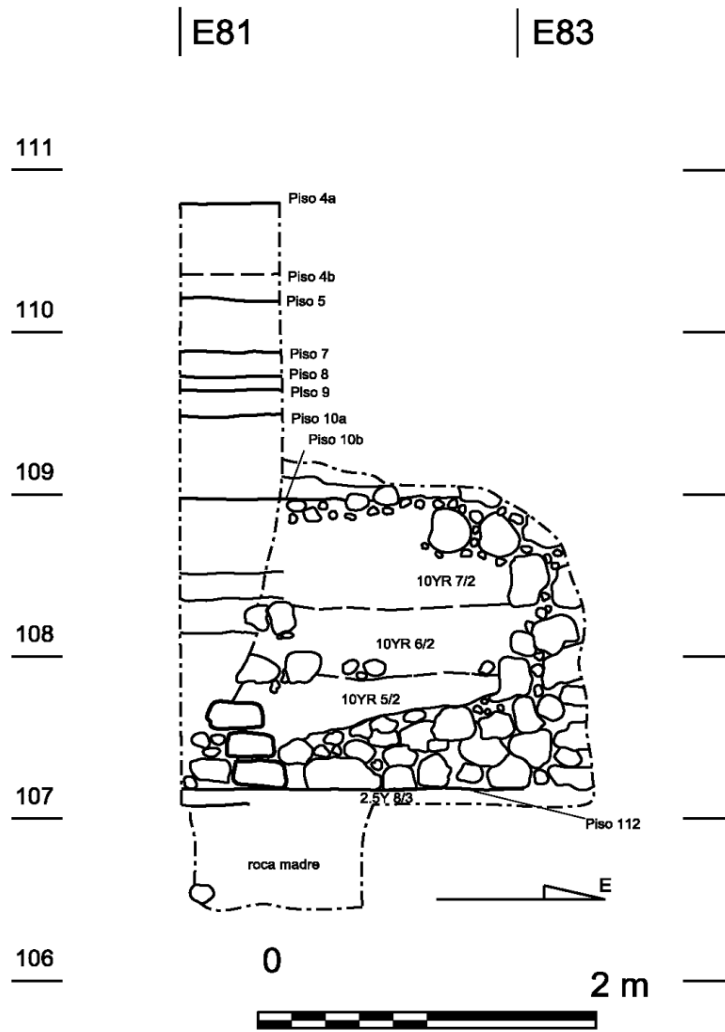 E81
E83
111
Piso 4a
Piso 4b
110
Piso 5
Piso 7
Piso 8
Piso 9
Piso 10a
Piso 10b
109
10YR 7/2
108
10YR 6/2
10YR 5/2
107
2.5Y 8/3
Piso 112
roca madre
E
106
0
2 m